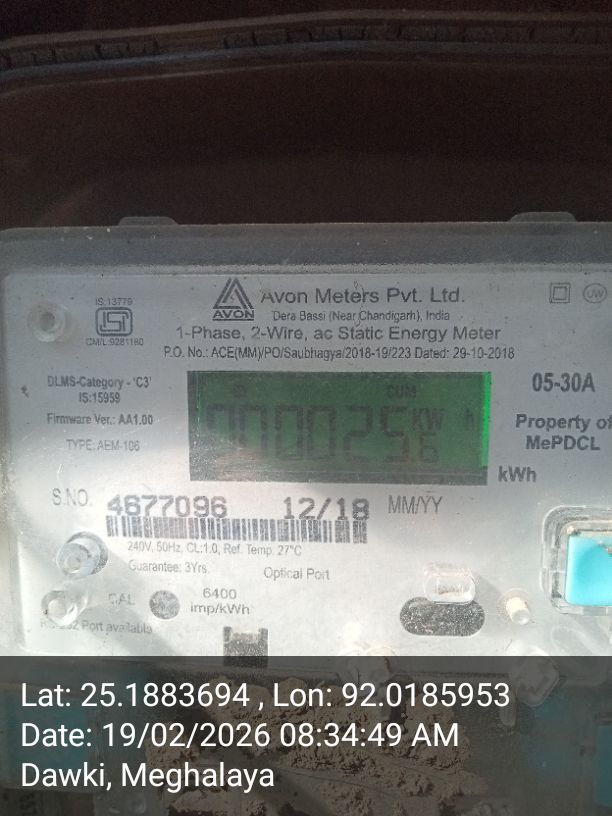 IS:13779
ISI
CM/L:9281180
AVON
Avon Meters Pvt. Ltd.
Dera Bassi (Near Chandigarh), India
1-Phase, 2-Wire, ac Static Energy Meter
P.O. No.: ACE(MM)/PO/Saubhagya/2018-19/223 Dated: 29-10-2018
UW
DLMS-Category - 'C3'
IS:15959
Firmware Ver.: AA1.00
TYPE: AEM-106
CUM
KW
05-30A
Property of
MePDCL
kWh
S.NO. 4677096 12/18 MM/YY
240V, 50Hz, CL:1.0, Ref. Temp. 27°C
Guarantee: 3Yrs.
Optical Port
CAL
6400
imp/kWh
Port available
Lat: 25.1883694 , Lon: 92.0185953
Date: 19/02/2026 08:34:49 AM
Dawki, Meghalaya